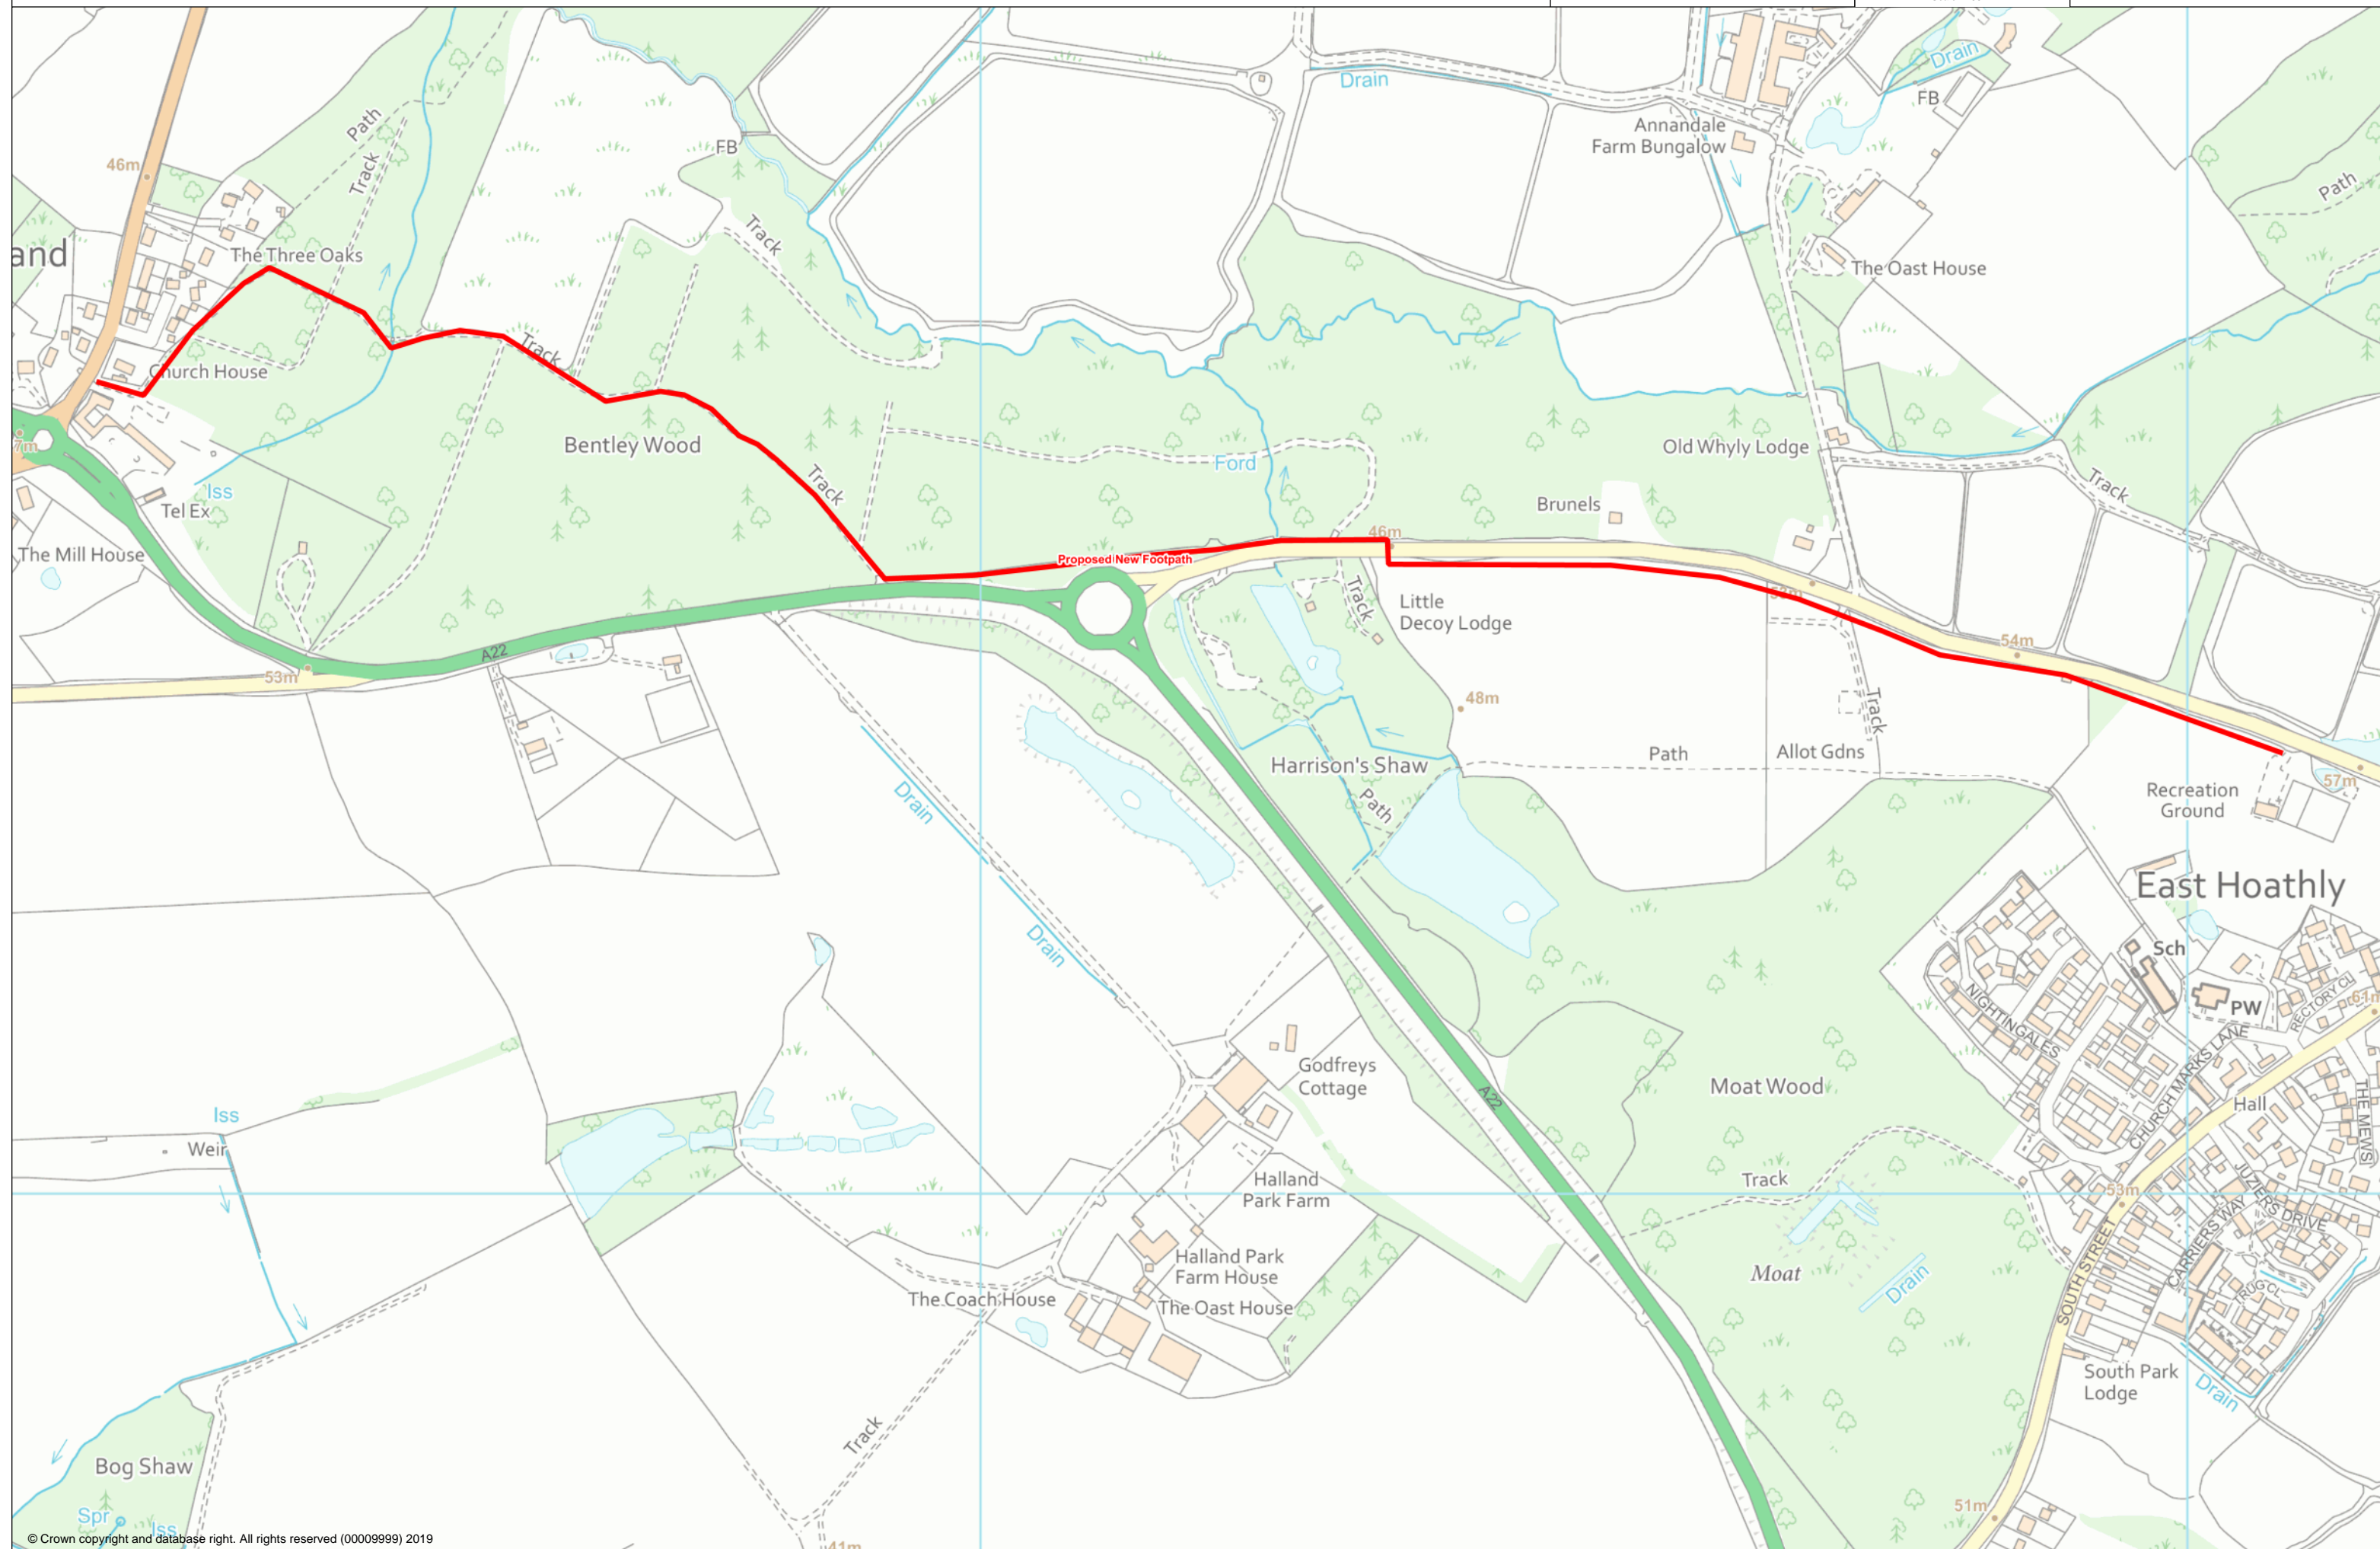 Drain
Drain
FB
Path
Annandale
Farm Bungalow
46m
FB
Track
Path
Track
and
The Three Oaks
The Oast House
Track
Church House
Bentley Wood
Old Whyly Lodge
7m
Ford
Iss
Track
Track
Tel Ex
Brunels
46m
The Mill House
Proposed New Footpath
Track
Little
Decoy Lodge
A22
54m
53m
48m
Track
Harrison's Shaw
Path
Allot Gdns
57m
Drain
Path
Recreation
Ground
East Hoathly
Drain
Sch
NIGHTINGALES
PW
RECTORY CL
61m
Godfreys
Cottage
Moat Wood
CHURCH MARKS LANE
THE MEWS
Iss
A22
Hall
Weir
Halland
Park Farm
Track
53m
JUZIERS DRIVE
CARRIERS WAY
Halland Park
Farm House
Moat
Drain
SOUTH STREET
The Coach House
The Oast House
South Park
Lodge
Drain
Track
Bog Shaw
Spr
Iss
51m
41m
© Crown copyright and database right. All rights reserved (00009999) 2019